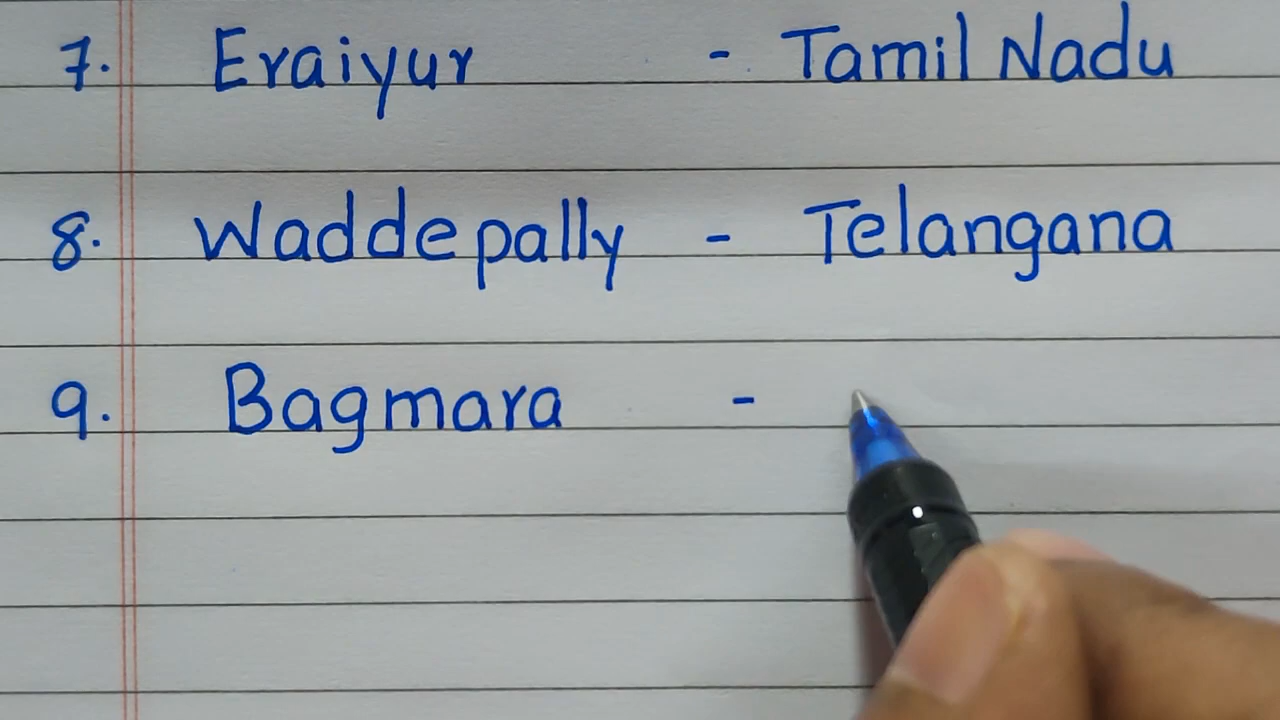 7. Eraiyur - Tamil Nadu
8. Waddepally - Telangana
9. Bagmara -